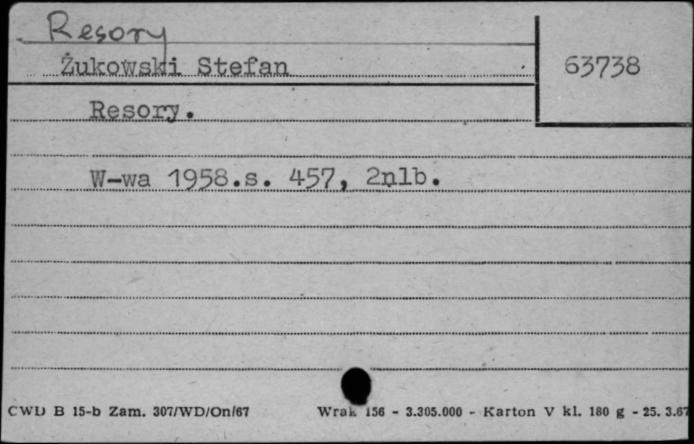 Resory
Żukowski Stefan
63738
Resory.
W-wa 1958.s. 457, 2nlb.
CWD B 15-b Zam. 307/WD/On/67 Wrak 156 - 3.305.000 - Karton V kl. 180 g - 25. 3.67